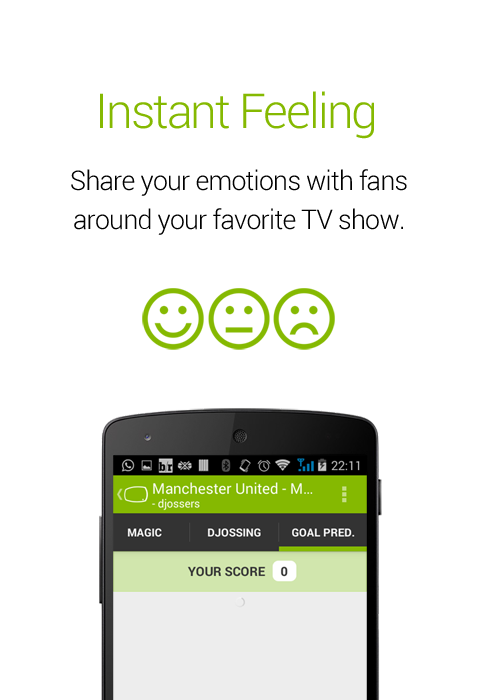 Instant Feeling
Share your emotions with fans
around your favorite TV show.
br
22:11
Manchester United - M...
- djossers
MAGIC
DJOSSING
GOAL PRED.
YOUR SCORE 0